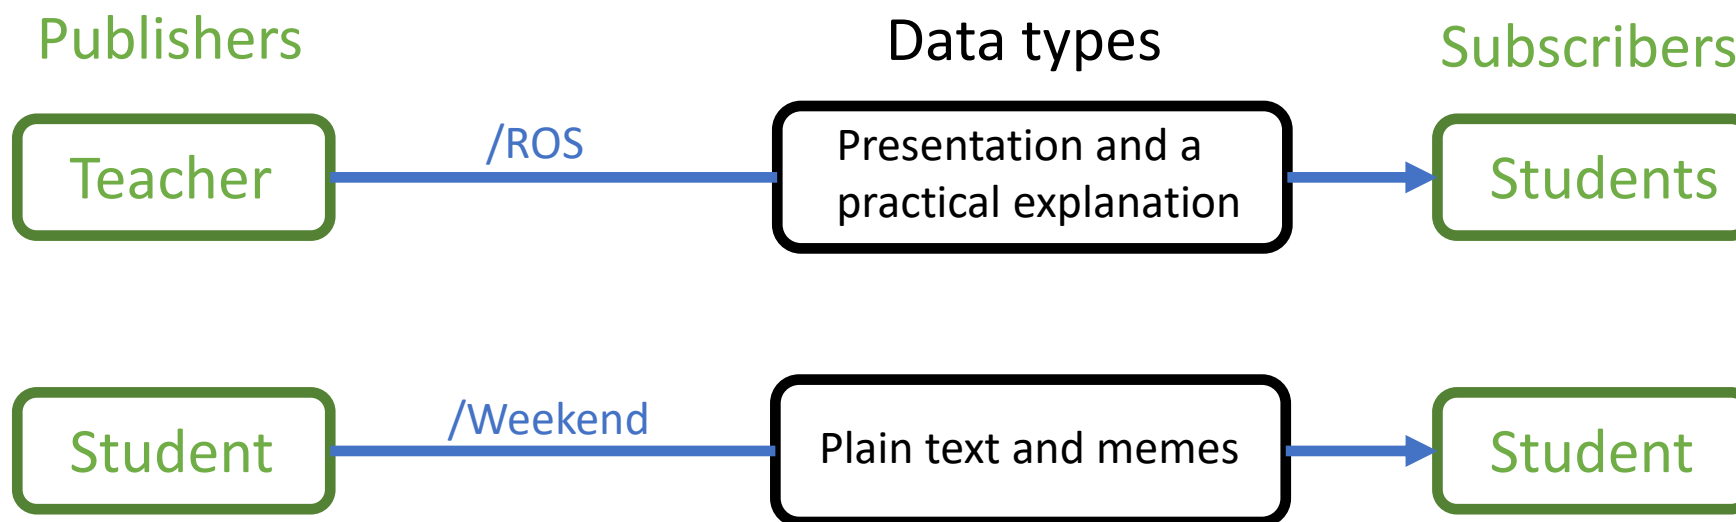 Publishers
Data types
Subscribers
Teacher
/ROS
Presentation and a
practical explanation
Students
Student
/Weekend
Plain text and memes
Student